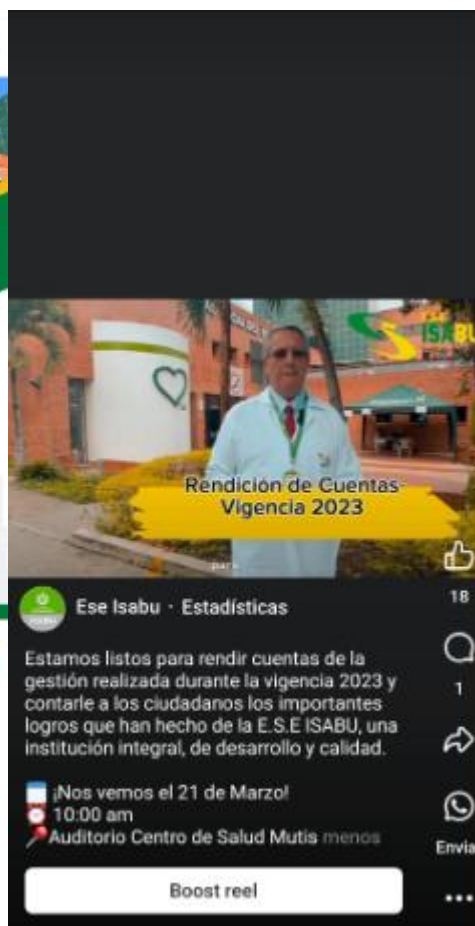 ESE
ISABU
Rendición de Cuentas
Vigencia 2023
para
Ese Isabu · Estadísticas
Estamos listos para rendir cuentas de la
gestión realizada durante la vigencia 2023 y
contarle a los ciudadanos los importantes
logros que han hecho de la E.S.E ISABU, una
institución integral, de desarrollo y calidad.
¡Nos vemos el 21 de Marzo!
10:00 am
Auditorio Centro de Salud Mutis menos
18
1
Envia
Boost reel